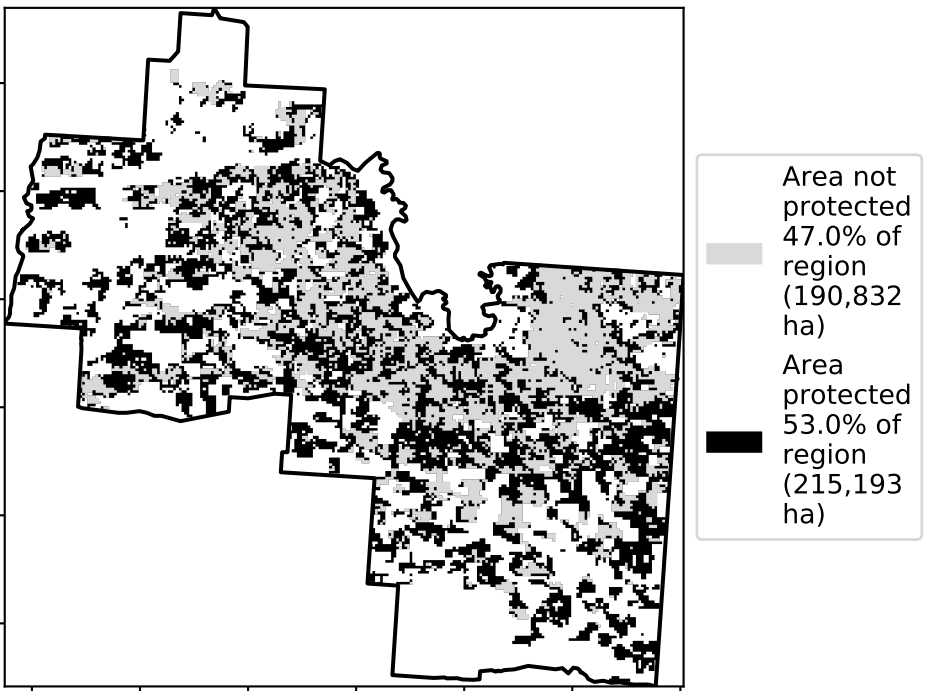 Area not
protected
47.0% of
region
(190,832
ha)
Area
protected
53.0% of
region
(215,193
ha)